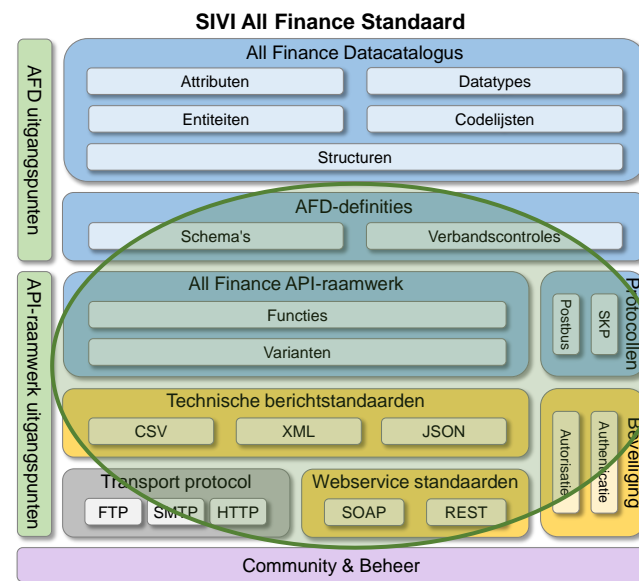 SIVI All Finance Standaard
AFD uitgangspunten
All Finance Datacatalogus
Attributen
Datatypes
Entiteiten
Codelijsten
Structuren
AFD-definities
Schema's
Verbandscontroles
API-raamwerk uitgangspunten
All Finance API-raamwerk
Functies
Varianten
Protocollen
Postbus
SKP
Technische berichtstandaarden
CSV
XML
JSON
Beveiliging
Autorisatie
Authenticatie
Transport protocol
FTP
SMTP
HTTP
Webservice standaarden
SOAP
REST
Community & Beheer